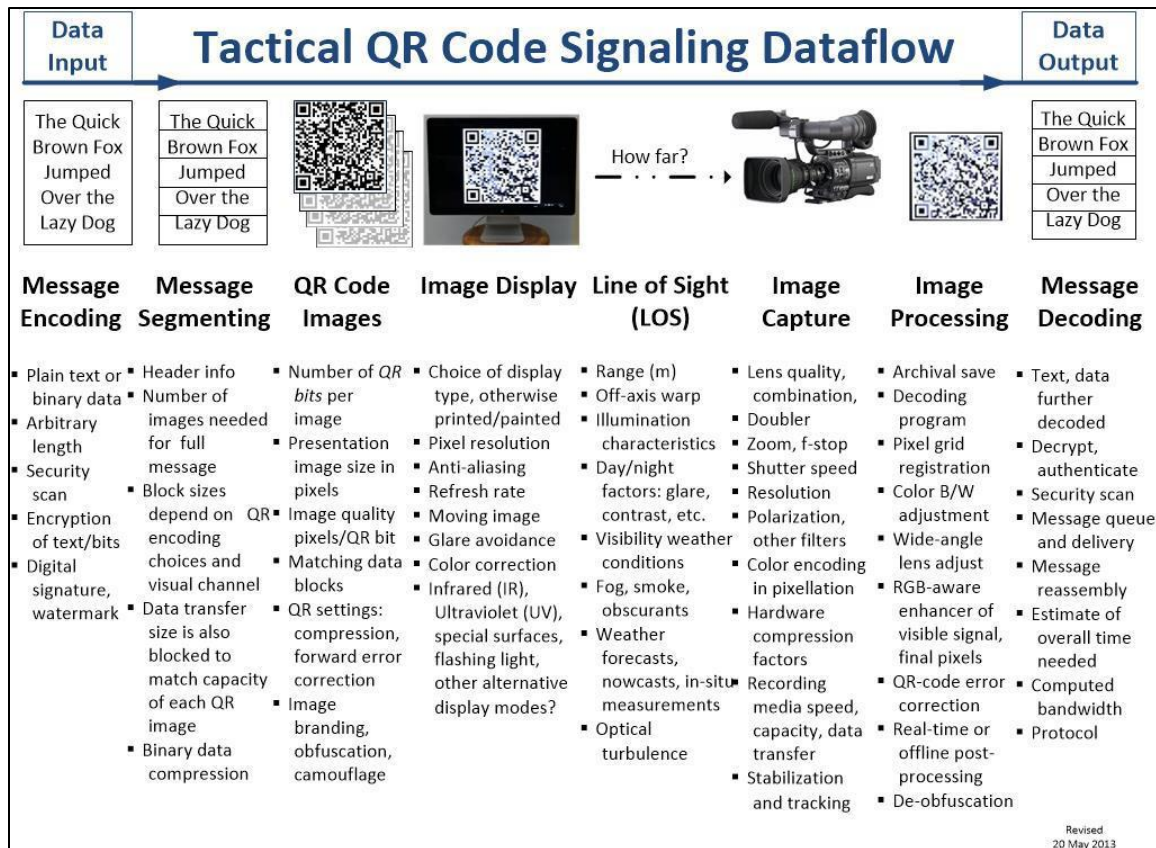 Data
Input
Tactical QR Code Signaling Dataflow
Data
Output
The Quick
Brown Fox
Jumped
Over the
Lazy Dog
The Quick
Brown Fox
Jumped
Over the
Lazy Dog
How far?
The Quick
Brown Fox
Jumped
Over the
Lazy Dog
Message
Encoding
▪ Plain text or
binary data
▪ Arbitrary
length
▪ Security
scan
▪ Encryption
of text/bits
▪ Digital
signature,
watermark
Message
Segmenting
▪ Header info
▪ Number of
images needed
for full
message
▪ Block sizes
depend on QR
encoding
choices and
visual channel
▪ Data transfer
size is also
blocked to
match capacity
of each QR
image
▪ Binary data
compression
QR Code
Images
▪ Number of QR
bits per
image
▪ Presentation
image size in
pixels
▪ Image quality
pixels/QR bit
▪ Matching data
blocks
▪ QR settings:
compression,
forward error
correction
▪ Image
branding,
obfuscation,
camouflage
Image Display
▪ Choice of display
type, otherwise
printed/painted
▪ Pixel resolution
▪ Anti-aliasing
▪ Refresh rate
▪ Moving image
▪ Glare avoidance
▪ Color correction
▪ Infrared (IR),
Ultraviolet (UV),
special surfaces,
flashing light,
other alternative
display modes?
Line of Sight
(LOS)
▪ Range (m)
▪ Off-axis warp
▪ Illumination
characteristics
▪ Day/night
factors: glare,
contrast, etc.
▪ Visibility weather
conditions
▪ Fog, smoke,
obscurants
▪ Weather
forecasts,
nowcasts, in-situ
measurements
▪ Optical
turbulence
Image
Capture
▪ Lens quality,
combination,
▪ Doubler
▪ Zoom, f-stop
▪ Shutter speed
▪ Resolution
▪ Polarization,
other filters
▪ Color encoding
in pixellation
▪ Hardware
compression
factors
▪ Recording
media speed,
capacity, data
transfer
▪ Stabilization
and tracking
Image
Processing
▪ Archival save
▪ Decoding
program
▪ Pixel grid
registration
▪ Color B/W
adjustment
▪ Wide-angle
lens adjust
▪ RGB-aware
enhancer of
visible signal,
final pixels
▪ QR-code error
correction
▪ Real-time or
offline post-
processing
▪ De-obfuscation
Message
Decoding
▪ Text, data
further
decoded
▪ Decrypt,
authenticate
▪ Security scan
▪ Message queue
and delivery
▪ Message
reassembly
▪ Estimate of
overall time
needed
▪ Computed
bandwidth
▪ Protocol
Revised
20 May 2013